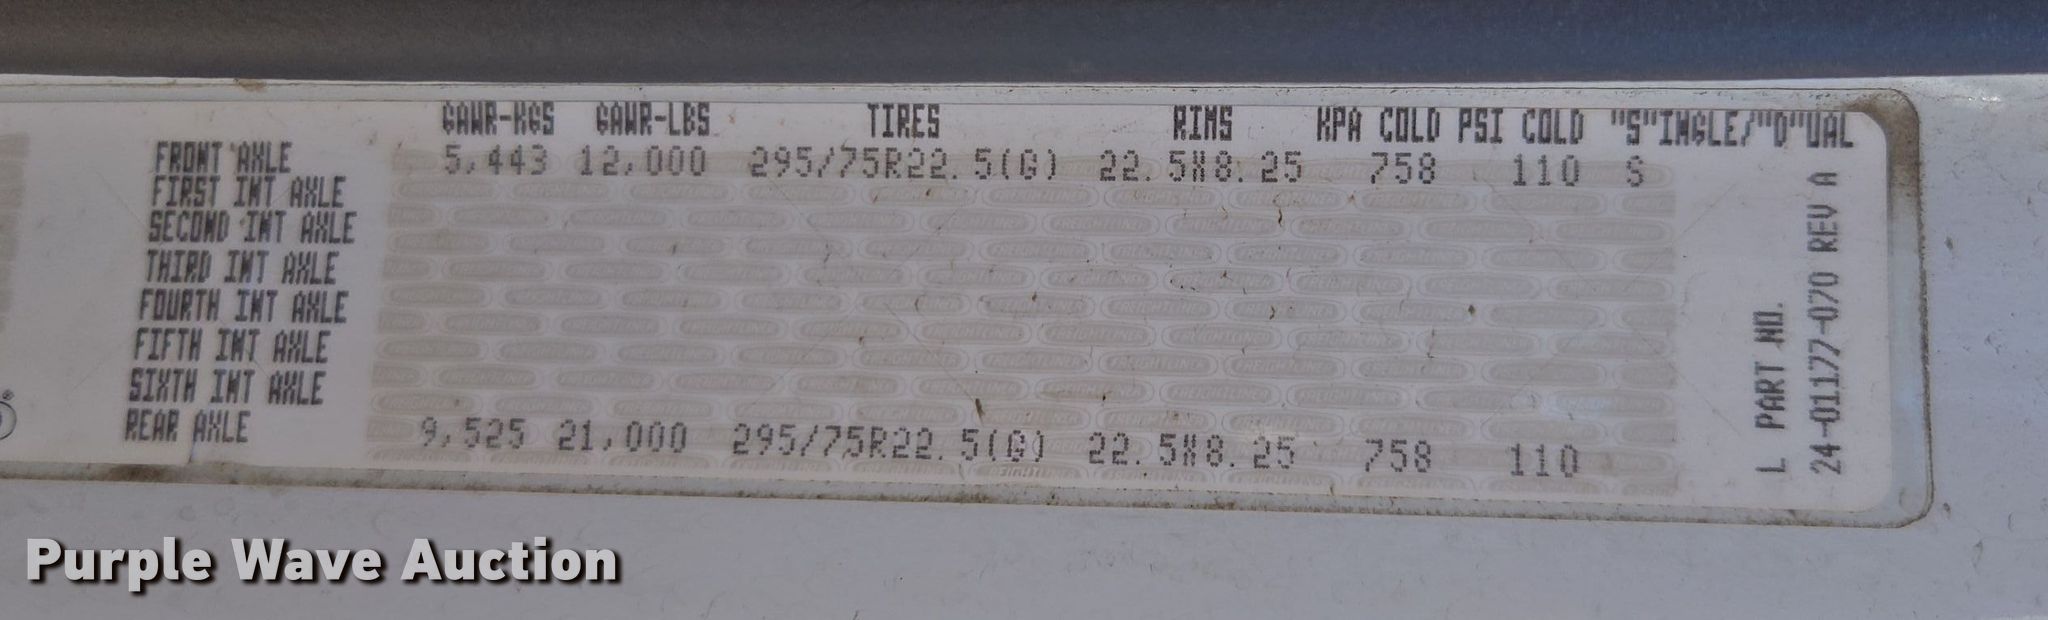 GAWR-KGS GAWR-LBS TIRES RIMS KPA COLD PSI COLD "S"INGLE/"D"UAL
FRONT AXLE 5,443 12,000 295/75R22.5(G) 22.5X8.25 758 110 S
FIRST INT AXLE
SECOND INT AXLE
THIRD INT AXLE
FOURTH INT AXLE
FIFTH INT AXLE
SIXTH INT AXLE
REAR AXLE 9,525 21,000 295/75R22.5(G) 22.5X8.25 758 110
L PART NO.
24-01177-070 REV A
Purple Wave Auction